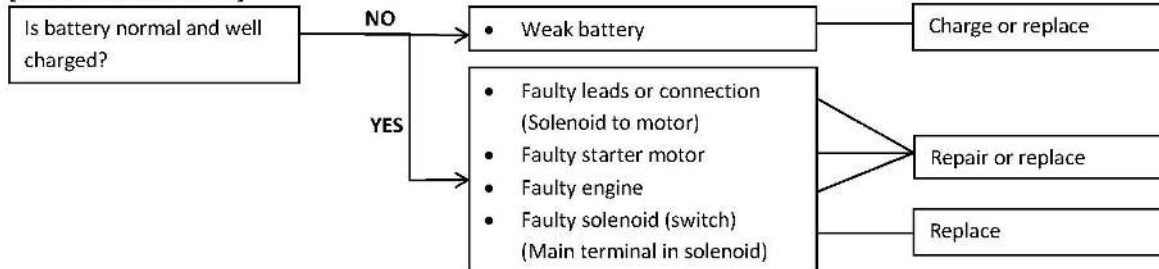 Is battery normal and well
charged?
NO
• Weak battery
Charge or replace
YES
• Faulty leads or connection
(Solenoid to motor)
• Faulty starter motor
• Faulty engine
• Faulty solenoid (switch)
(Main terminal in solenoid)
Repair or replace
Replace